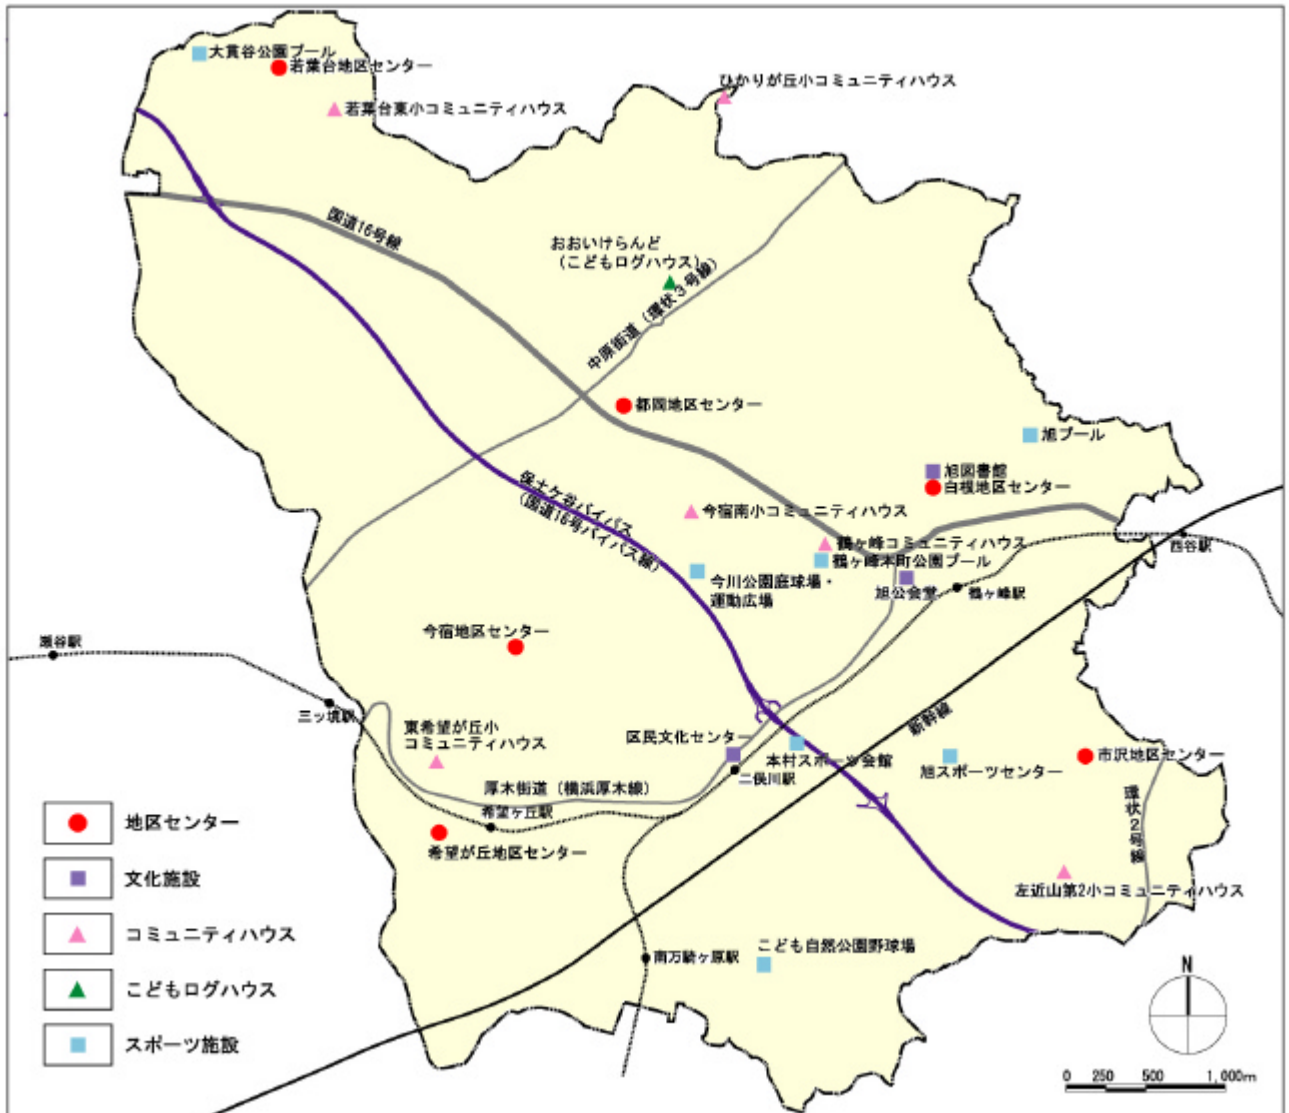 大貫谷公園プール
若葉台地区センター
ひかりが丘小コミュニティハウス
若葉台東小コミュニティハウス
国道16号線
おおいけらんど
（こどもログハウス）
中原街道（環状３号線）
都岡地区センター
旭プール
旭図書館
白根地区センター
保土ケ谷バイパス
（国道16号バイパス線）
今宿南小コミュニティハウス
鶴ヶ峰コミュニティハウス
鶴ヶ峰本町公園プール
西谷駅
今川公園庭球場・
運動広場
旭公会堂
鶴ヶ峰駅
今宿地区センター
瀬谷駅
三ッ境駅
東希望が丘小
コミュニティハウス
区民文化センター
新幹線
本村スポーツ会館
二俣川駅
旭スポーツセンター
市沢地区センター
厚木街道（横浜厚木線）
希望ヶ丘駅
環状２号線
希望が丘地区センター
左近山第2小コミュニティハウス
こども自然公園野球場
南万騎ヶ原駅
地区センター
文化施設
コミュニティハウス
こどもログハウス
スポーツ施設
N
0 250 500 1,000m